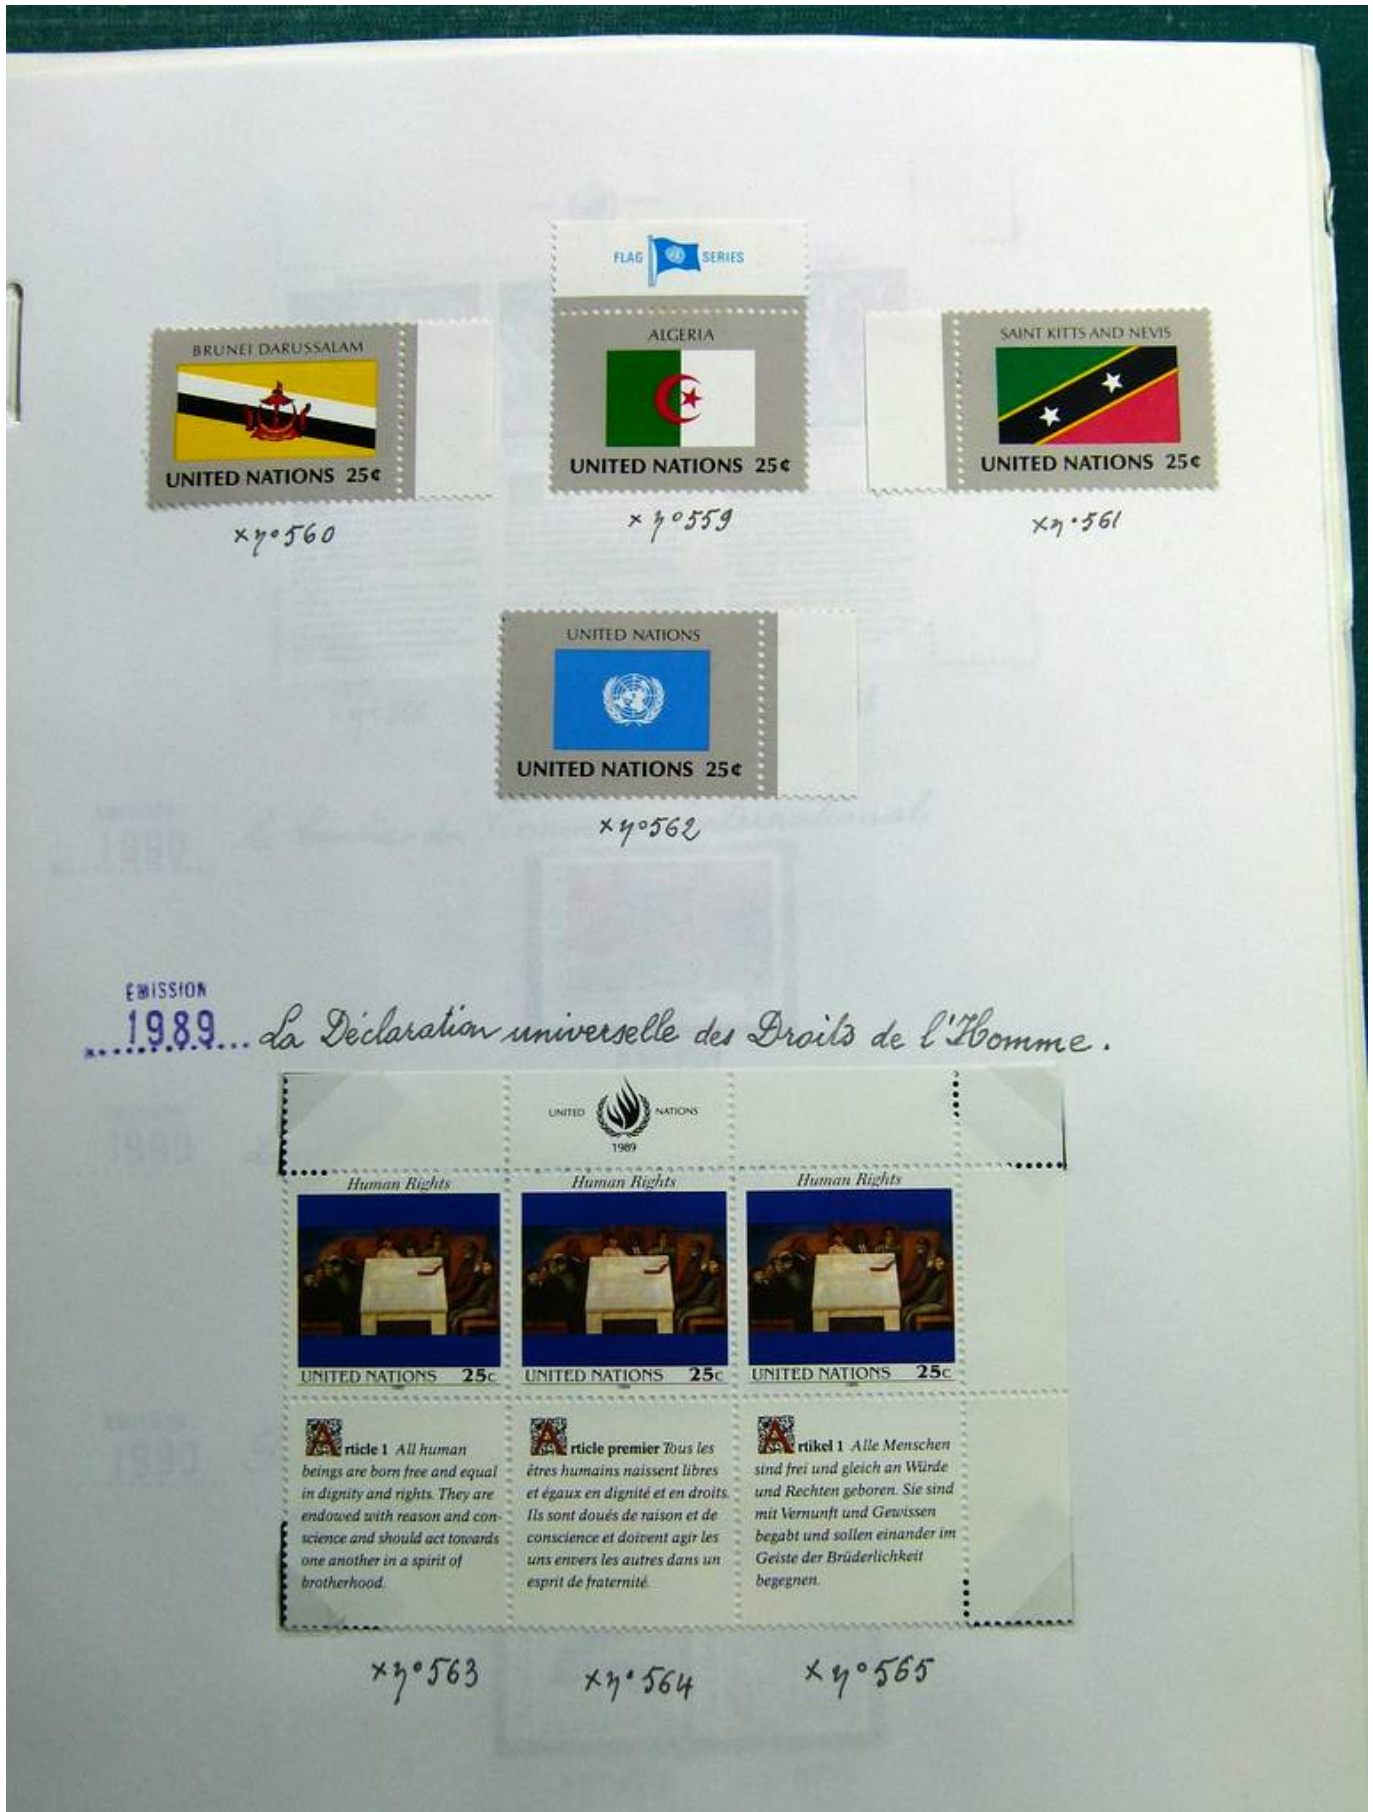 FLAG SERIES
BRUNEI DARUSSALAM
UNITED NATIONS 25¢
ALGERIA
UNITED NATIONS 25¢
SAINT KITTS AND NEVIS
UNITED NATIONS 25¢
x n° 560
x n° 559
x n° 561
UNITED NATIONS
UNITED NATIONS 25¢
x n° 562
EMISSION
1989
La Déclaration universelle des Droits de l'Homme.
UNITED NATIONS
1989
Human Rights
UNITED NATIONS 25c
Human Rights
UNITED NATIONS 25c
Human Rights
UNITED NATIONS 25c
Article 1 All human
beings are born free and equal
in dignity and rights. They are
endowed with reason and con-
science and should act towards
one another in a spirit of
brotherhood.
Article premier Tous les
êtres humains naissent libres
et égaux en dignité et en droits.
Ils sont doués de raison et de
conscience et doivent agir les
uns envers les autres dans un
esprit de fraternité.
Artikel 1 Alle Menschen
sind frei und gleich an Würde
und Rechten geboren. Sie sind
mit Vernunft und Gewissen
begabt und sollen einander im
Geiste der Brüderlichkeit
begegnen.
x n° 563
x n° 564
x n° 565